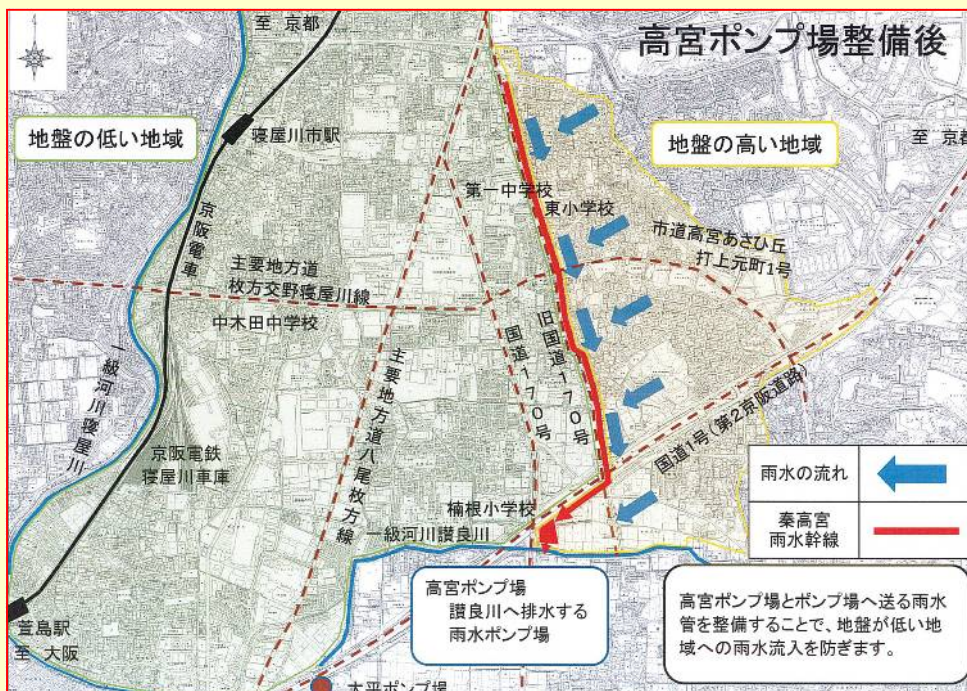 至 京都
高宮ポンプ場整備後
地盤の低い地域
寝屋川市駅
地盤の高い地域
至 京都
第一中学校
東小学校
京阪電車
市道高宮あさひ丘
打上元町1号
主要地方道
枚方交野寝屋川線
中木田中学校
一級河川寝屋川
主要地方道八尾枚方線
国道170号
旧国道170号
国道1号(第2京阪道路)
京阪電鉄
寝屋川車庫
楠根小学校
一級河川讃良川
雨水の流れ
秦高宮
雨水幹線
高宮ポンプ場
讃良川へ排水する
雨水ポンプ場
高宮ポンプ場とポンプ場へ送る雨水
管を整備することで、地盤が低い地
域への雨水流入を防ぎます。
萱島駅
至 大阪
太平ポンプ場